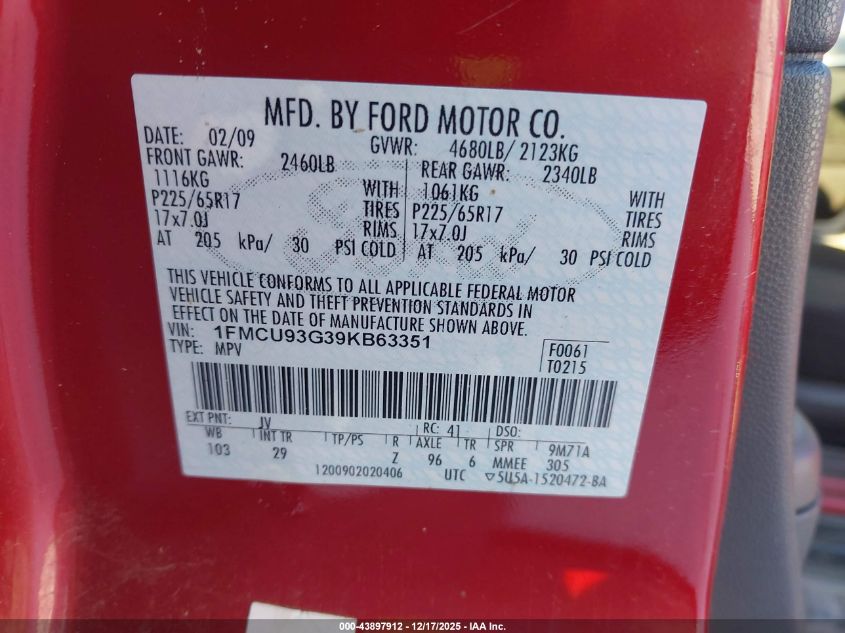 MFD. BY FORD MOTOR CO.
DATE: 02/09 GVWR: 4680LB/ 2123KG
FRONT GAWR: 2460LB REAR GAWR: 2340LB
1116KG WITH 1061KG WITH
P225/65R17 TIRES P225/65R17 TIRES
17x7.0J RIMS 17x7.0J RIMS
AT 205 kPa/ 30 PSI COLD AT 205 kPa/ 30 PSI COLD
THIS VEHICLE CONFORMS TO ALL APPLICABLE FEDERAL MOTOR
VEHICLE SAFETY AND THEFT PREVENTION STANDARDS IN
EFFECT ON THE DATE OF MANUFACTURE SHOWN ABOVE.
VIN: 1FMCU93G39KB63351
TYPE: MPV F0061
T0215
EXT PNT: JV RC: 41 DSO:
WB INT TR TP/PS R AXLE TR SPR 9M71A
103 29 Z 96 6 MMEE 305
1200902020406 UTC ▽5U5A-1520472-BA
000-43897912 | 12/17/2025 - IAA Inc.